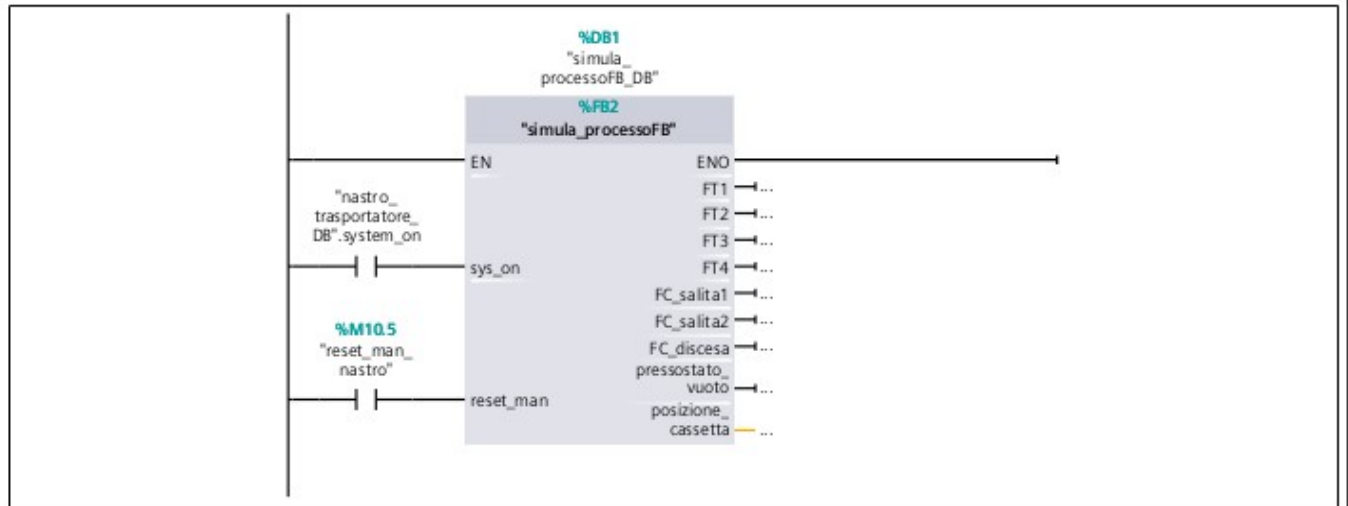 %DB1
"simula_
processoFB_DB"
%FB2
"simula_processoFB"
EN
ENO
FT1 ...
"nastro_
trasportatore_
DB".system_on
FT2 ...
FT3 ...
sys_on
FT4 ...
FC_salita1 ...
FC_salita2 ...
%M10.5
"reset_man_
nastro"
FC_discesa ...
pressostato_
vuoto ...
reset_man
posizione_
cassetta ...